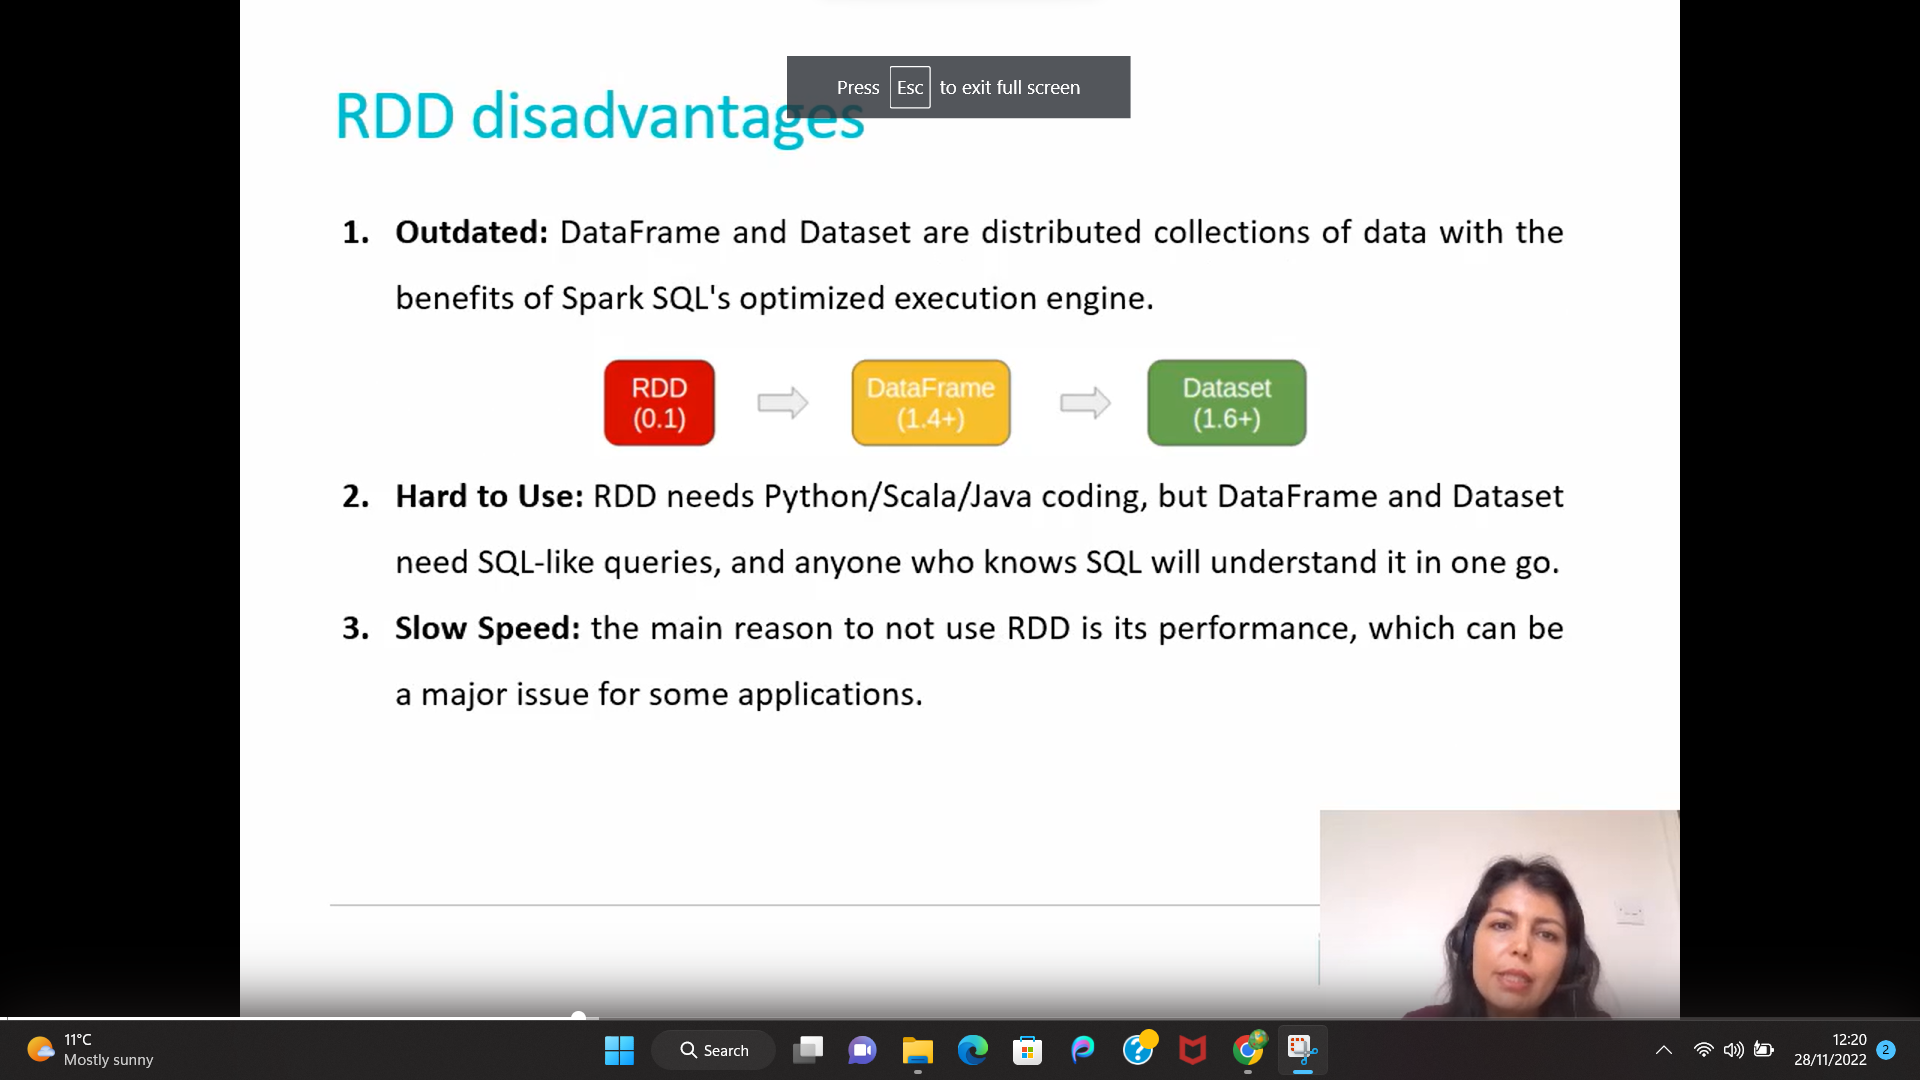 Press Esc to exit full screen
RDD disadvantages
1. Outdated: DataFrame and Dataset are distributed collections of data with the
benefits of Spark SQL's optimized execution engine.
RDD
(0.1)
DataFrame
(1.4+)
Dataset
(1.6+)
2. Hard to Use: RDD needs Python/Scala/Java coding, but DataFrame and Dataset
need SQL-like queries, and anyone who knows SQL will understand it in one go.
3. Slow Speed: the main reason to not use RDD is its performance, which can be
a major issue for some applications.
11°C
Mostly sunny
Search
12:20
28/11/2022
2